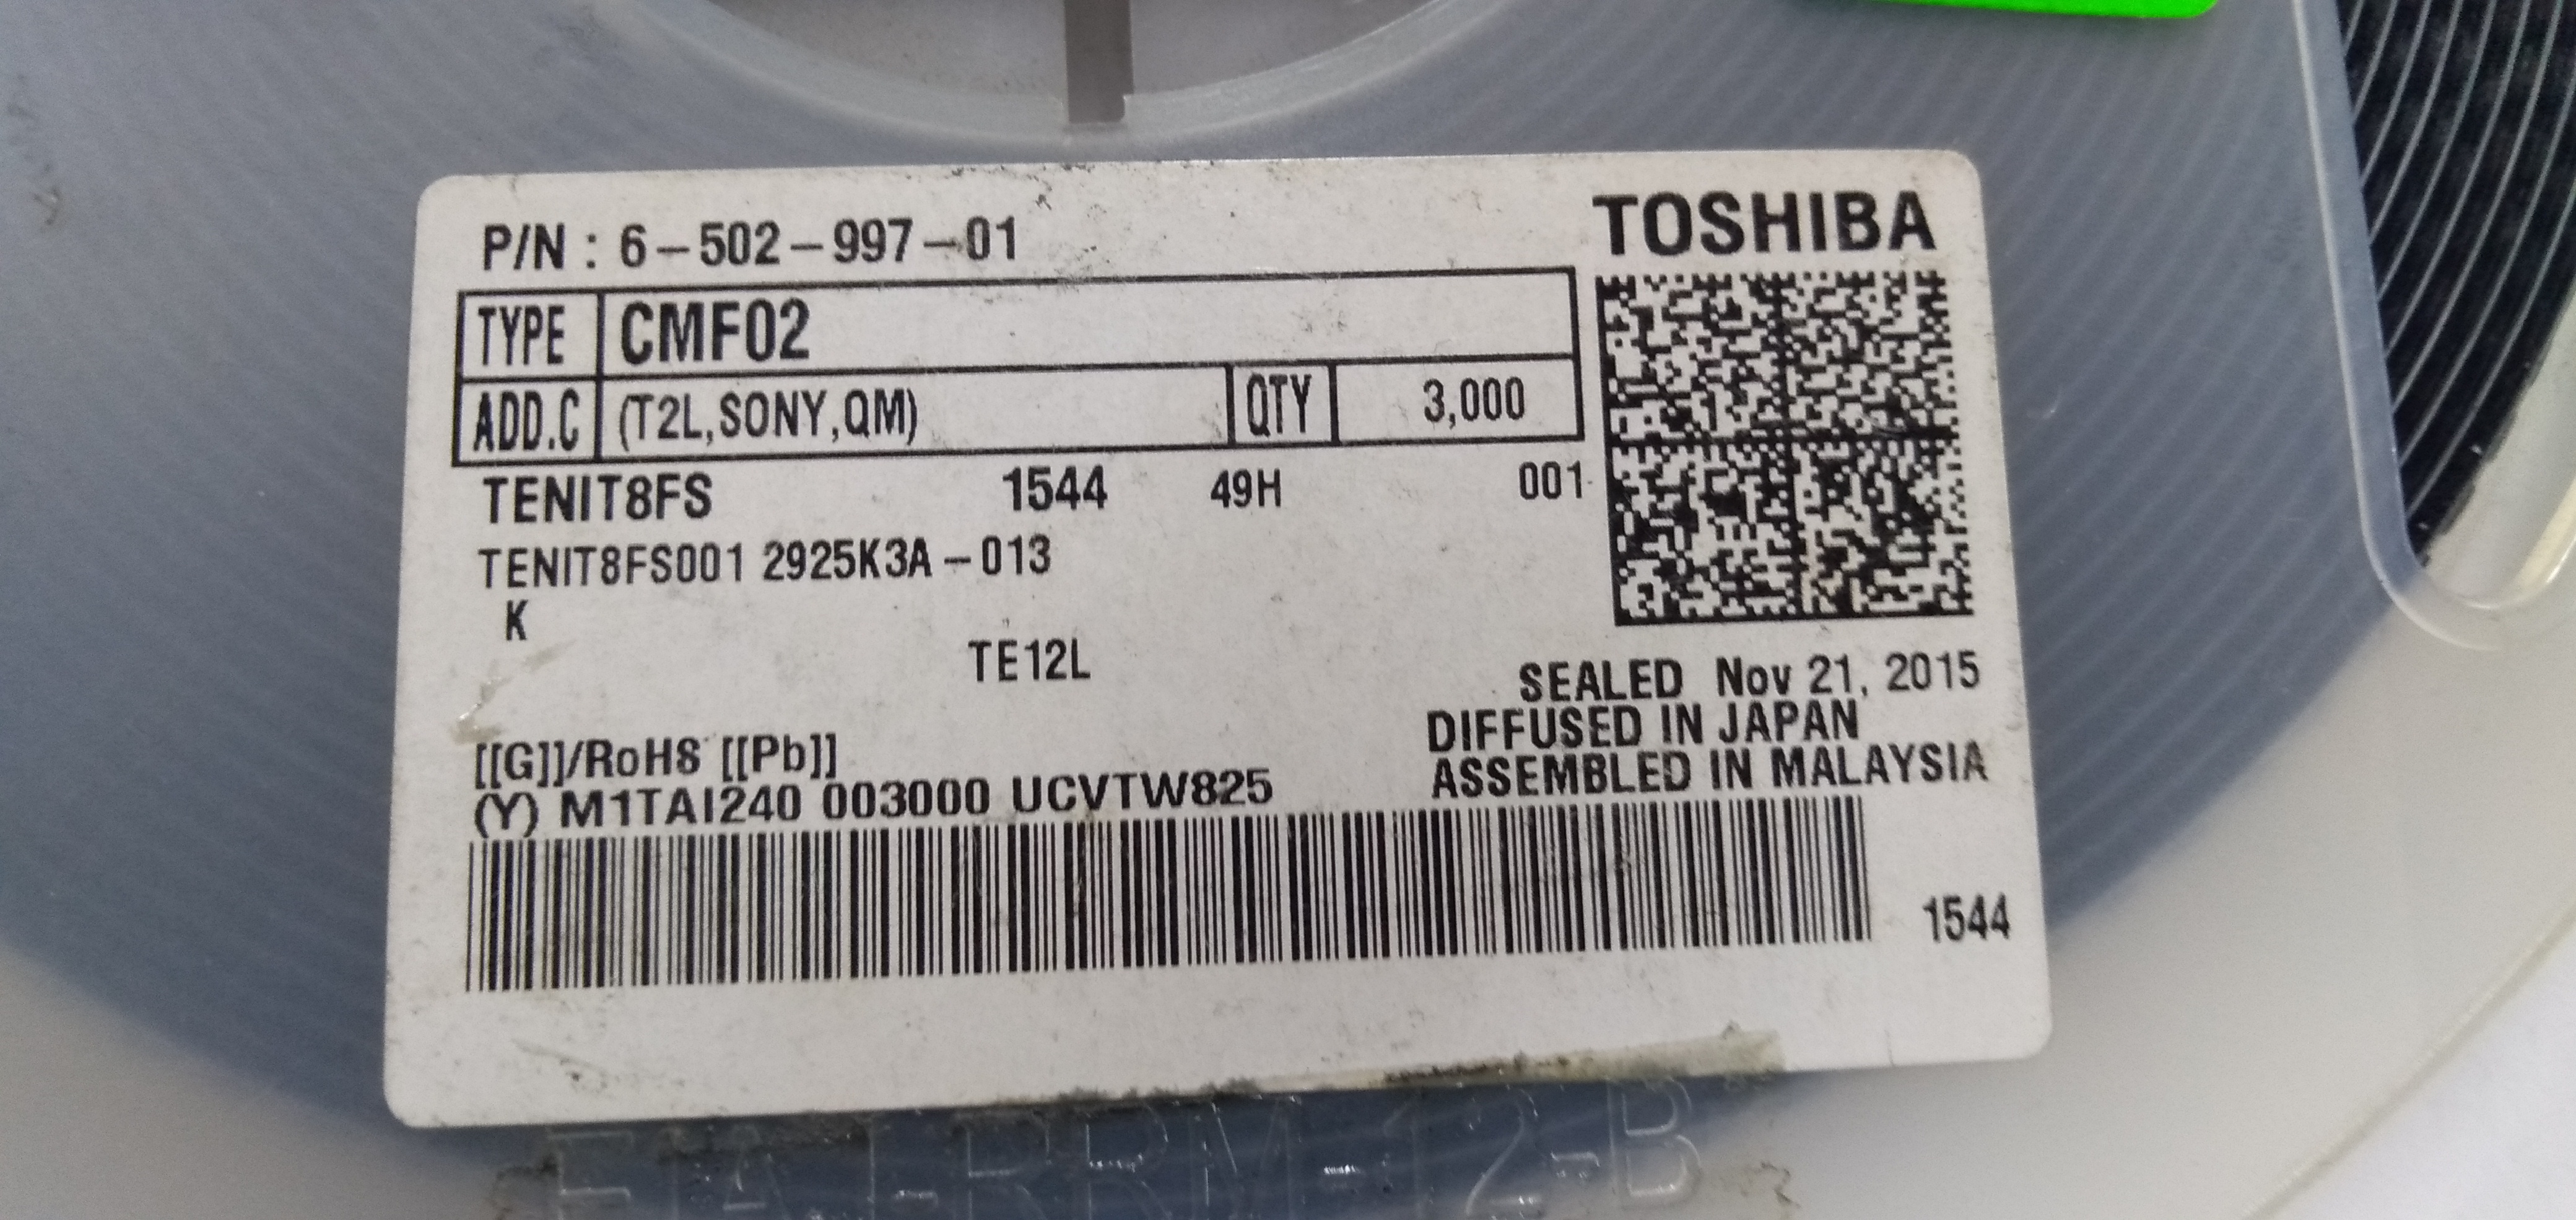 P/N : 6-502-997-01
TOSHIBA
TYPE CMF02
ADD.C (T2L,SONY,QM) QTY 3,000
TENIT8FS 1544 49H 001
TENIT8FS001 2925K3A-013
K
TE12L
SEALED Nov 21, 2015
DIFFUSED IN JAPAN
ASSEMBLED IN MALAYSIA
[[G]]/RoHS [[Pb]]
(Y) M1TAI240 003000 UCVTW825
1544